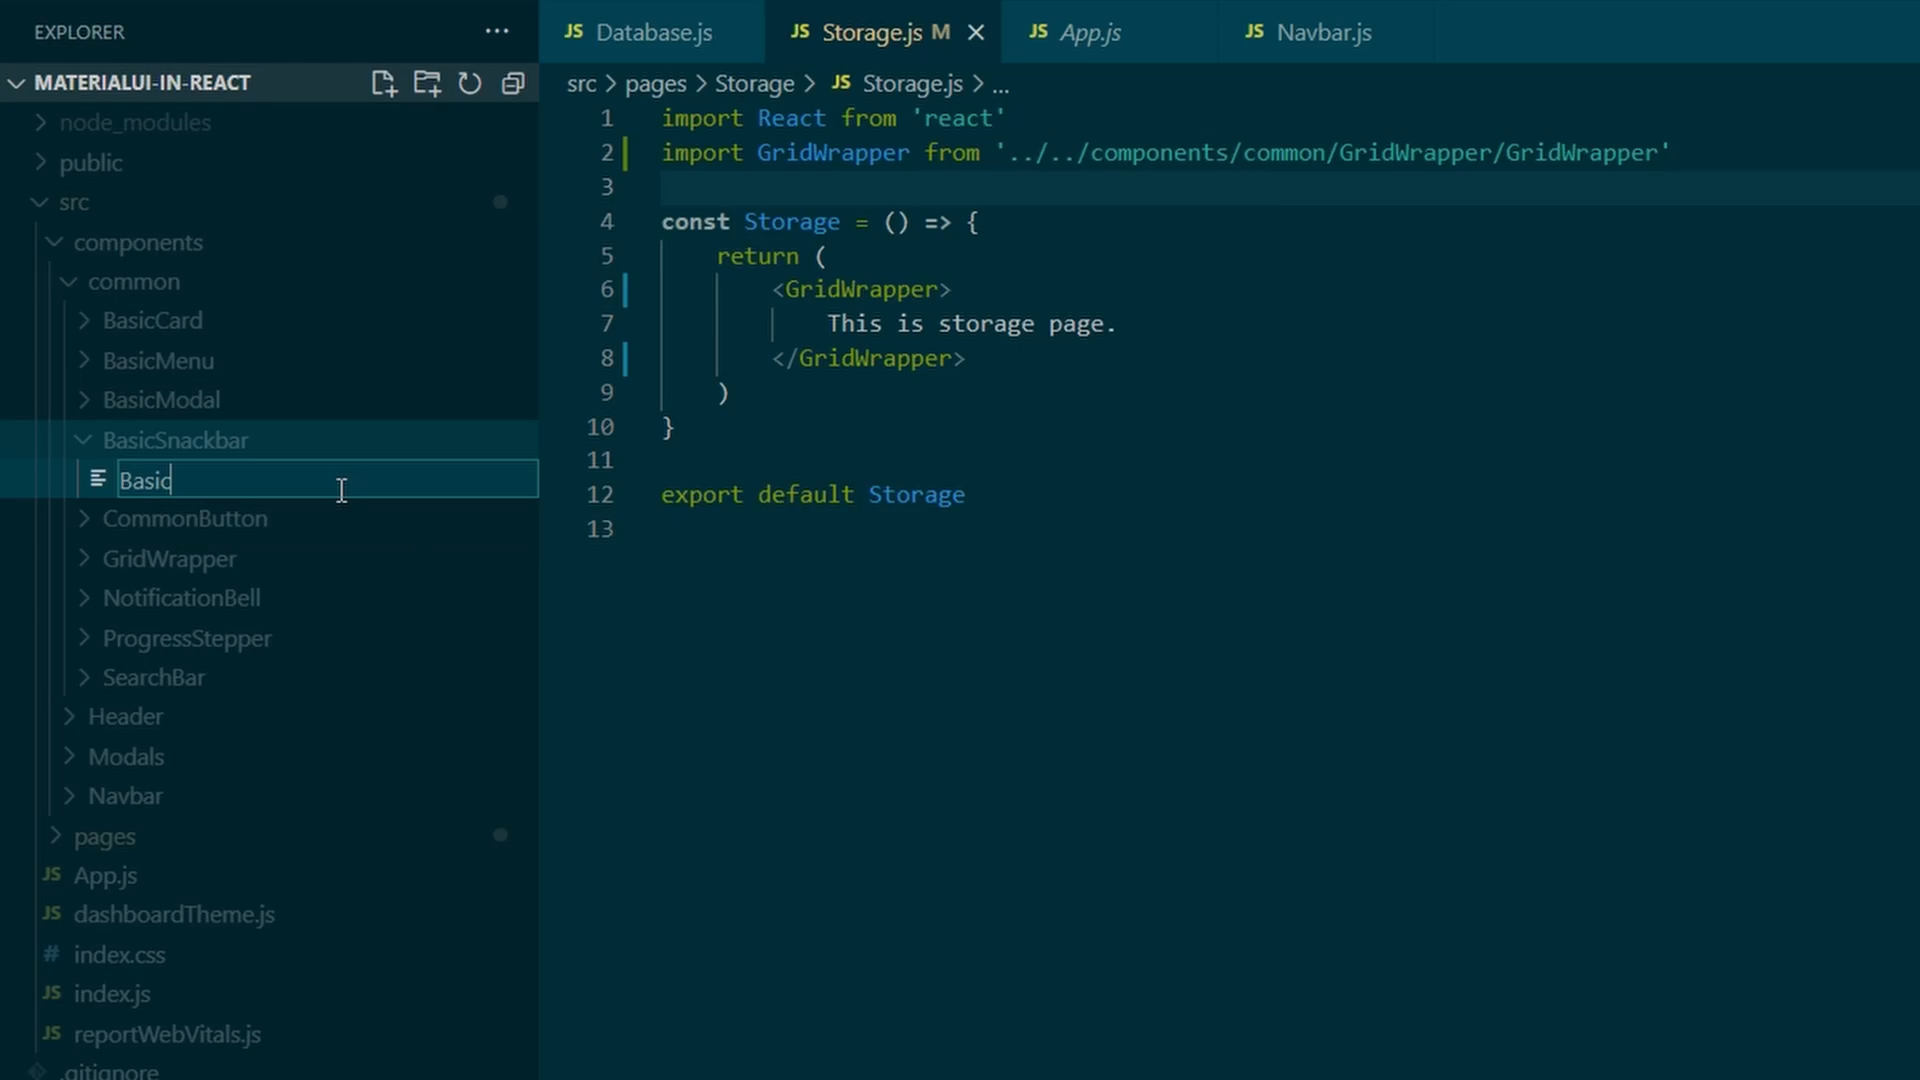 EXPLORER
MATERIALUI-IN-REACT
node_modules
public
src
components
common
BasicCard
BasicMenu
BasicModal
BasicSnackbar
Basic
CommonButton
GridWrapper
NotificationBell
ProgressStepper
SearchBar
Header
Modals
Navbar
pages
JS App.js
JS dashboardTheme.js
# index.css
JS index.js
JS reportWebVitals.js
.gitignore
JS Database.js JS Storage.js M JS App.js JS Navbar.js
src > pages > Storage > JS Storage.js > ...
1 import React from 'react'
2 import GridWrapper from '../../components/common/GridWrapper/GridWrapper'
3
4 const Storage = () => {
5 return (
6 <GridWrapper>
7 This is storage page.
8 </GridWrapper>
9 )
10 }
11
12 export default Storage
13